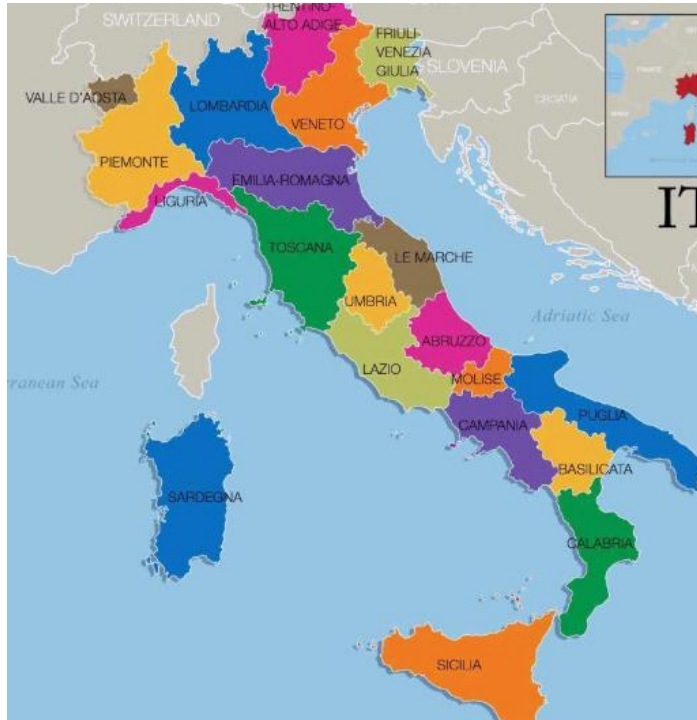 SWITZERLAND
TRENTINO-
ALTO ADIGE
FRIULI-
VENEZIA
GIULIA
SLOVENIA
VALLE D'AOSTA
LOMBARDIA
VENETO
CROATIA
PIEMONTE
EMILIA-ROMAGNA
LIGURIA
IT
TOSCANA
LE MARCHE
UMBRIA
Adriatic Sea
ABRUZZO
LAZIO
MOLISE
rranean Sea
CAMPANIA
PUGLIA
BASILICATA
SARDEGNA
CALABRIA
SICILIA